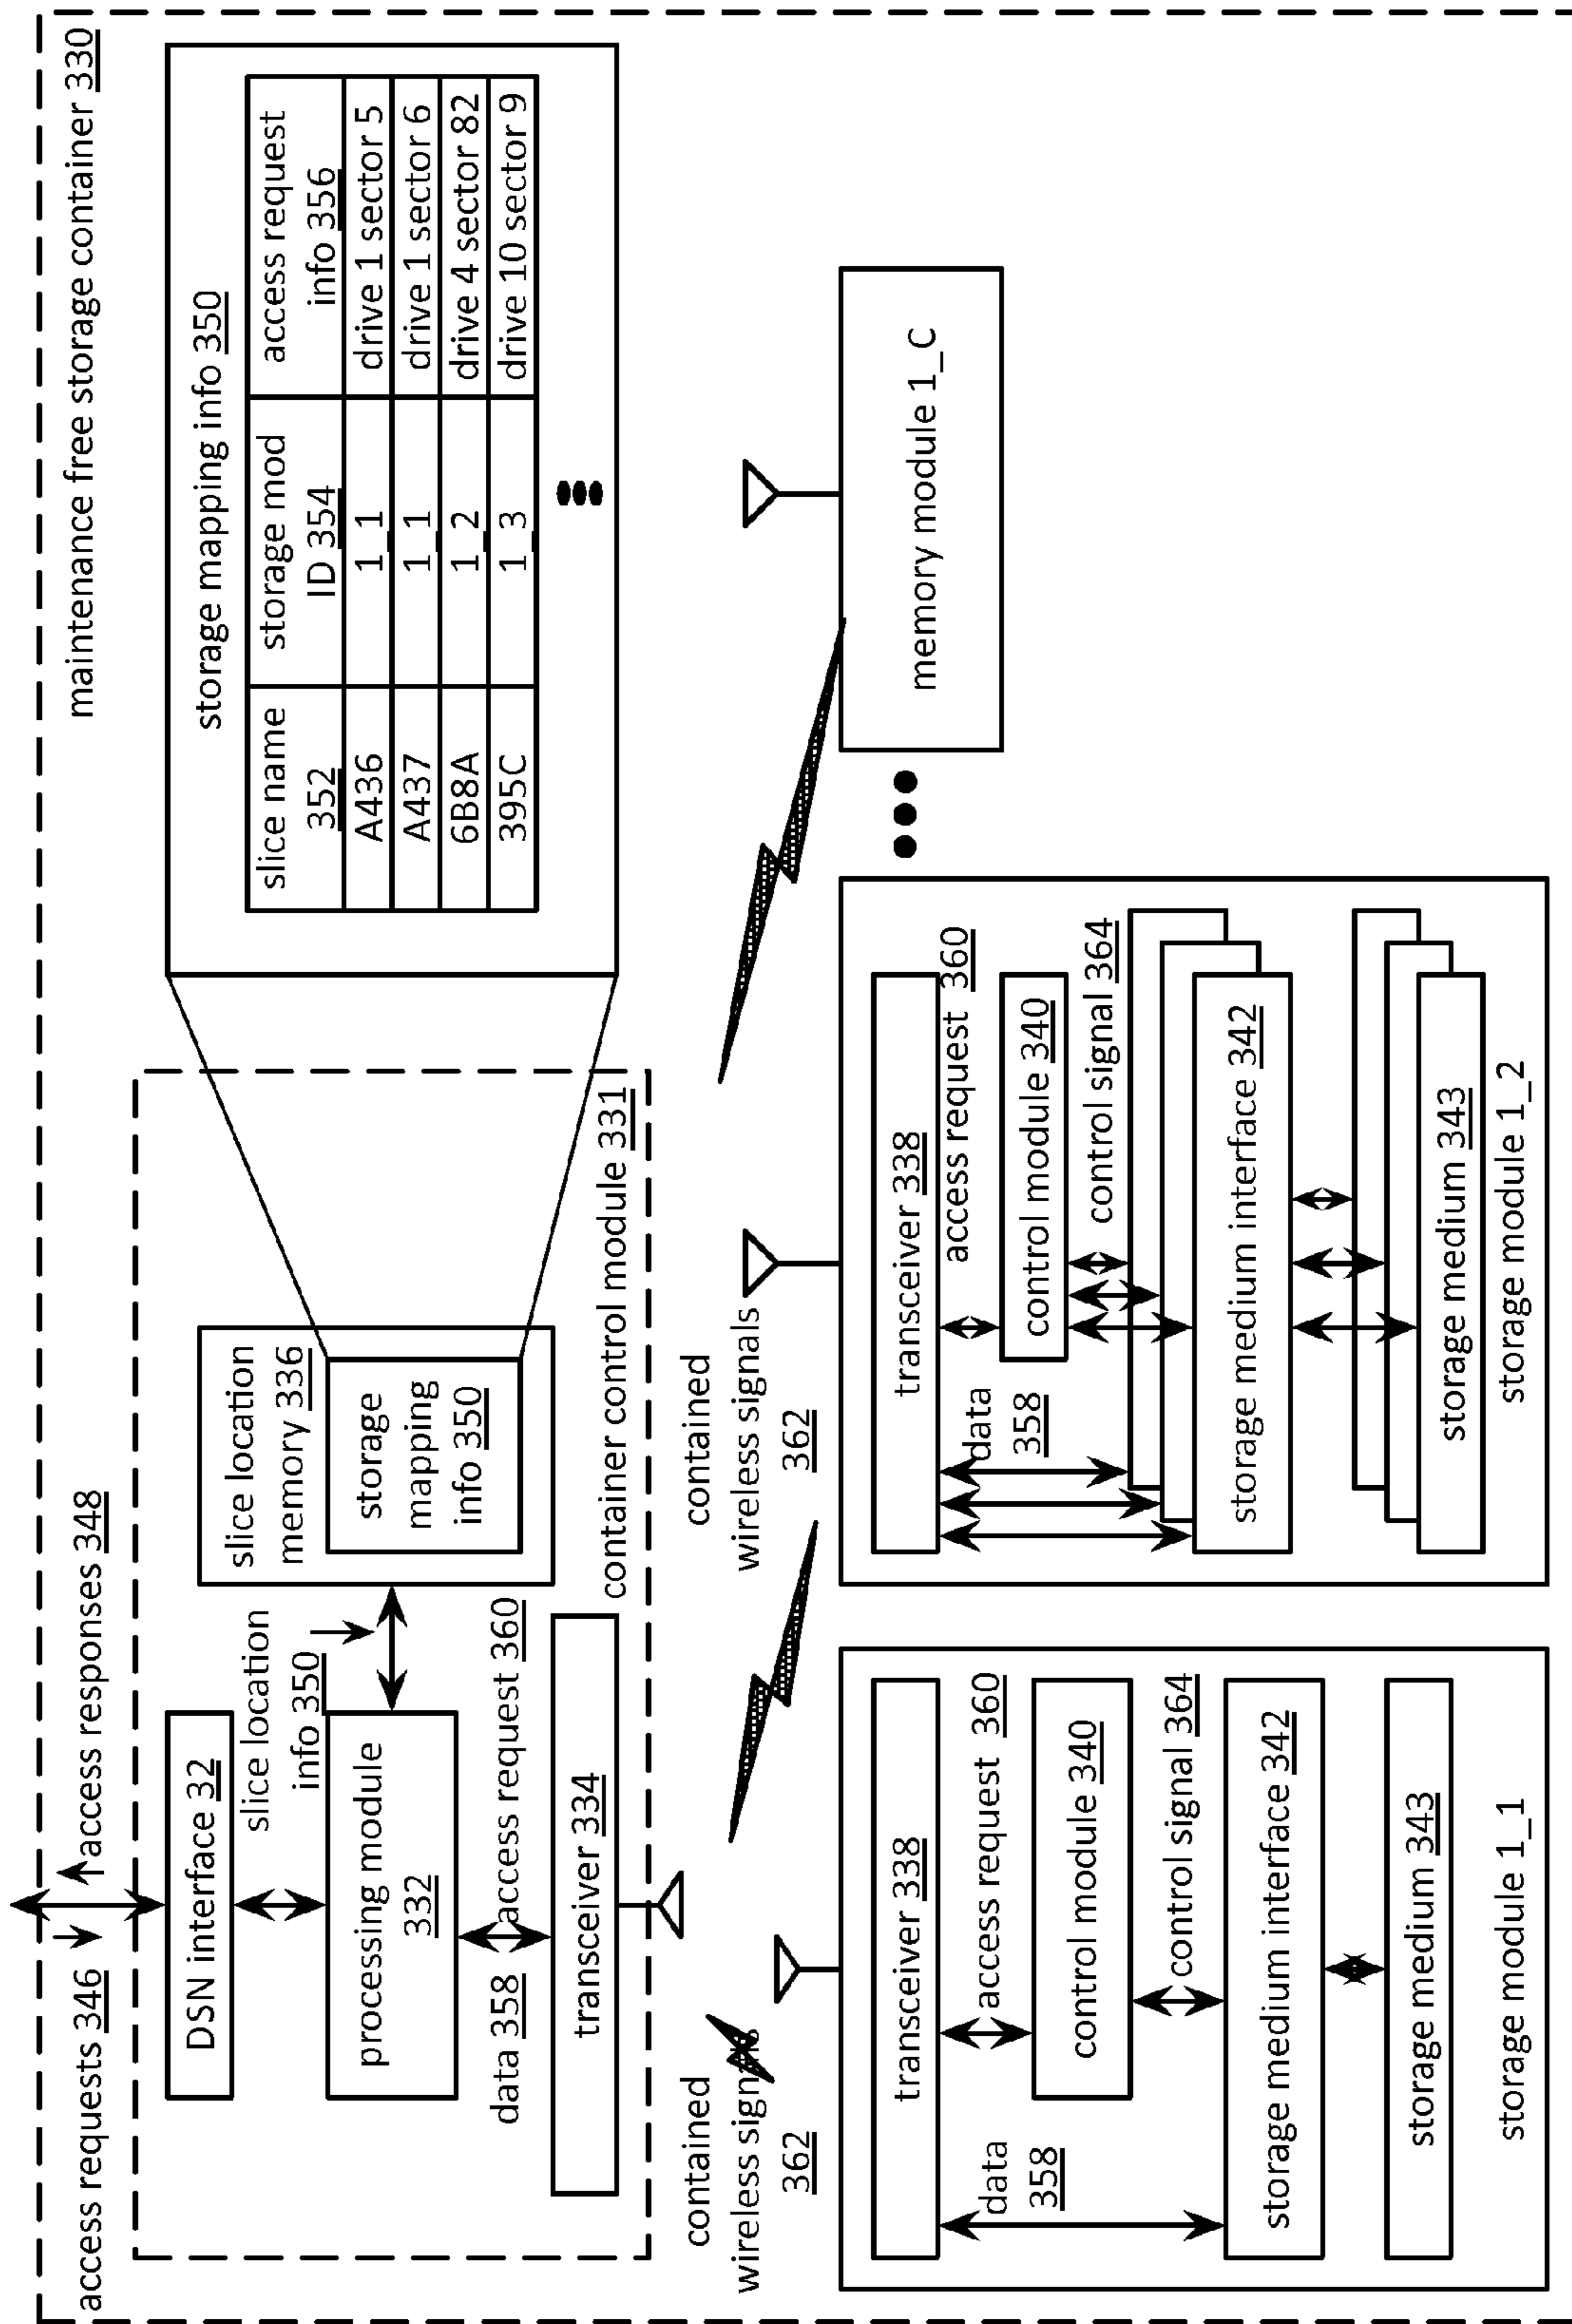 maintenance free storage container 330
access requests 346
access responses 348
DSN interface 32
slice location
info 350
processing module
332
data 358
access request 360
transceiver 334
slice location
memory 336
storage
mapping
info 350
container control module 331
storage mapping info 350
slice name
352
storage mod
ID 354
access request
info 356
A436
1_1
drive 1 sector 5
A437
1_1
drive 1 sector 6
6B8A
1_2
drive 4 sector 82
395C
1_3
drive 10 sector 9
contained
wireless signals
362
contained
wireless signals
362
transceiver 338
data
358
access request 360
control module 340
control signal 364
storage medium interface 342
storage medium 343
storage module 1_1
transceiver 338
data
358
access request 360
control module 340
control signal 364
storage medium interface 342
storage medium 343
storage module 1_2
memory module 1_C